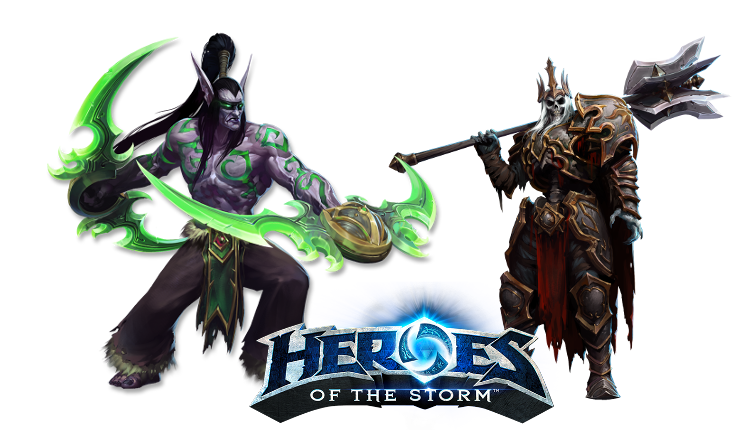 HEROES
OF THE STORM™